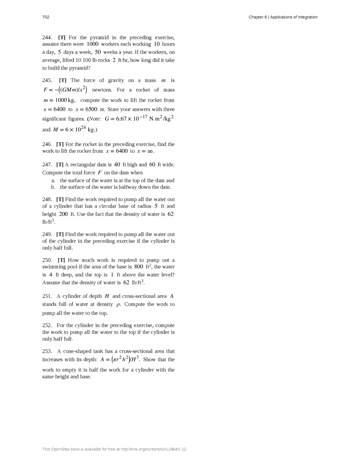 702
Chapter 6 | Applications of Integration
244. [T] For the pyramid in the preceding exercise,
assume there were 1000 workers each working 10 hours
a day, 5 days a week, 50 weeks a year. If the workers, on
average, lifted 10 100 lb rocks 2 ft/hr, how long did it take
to build the pyramid?
245. [T] The force of gravity on a mass m is
F = −((GMm)/x²) newtons. For a rocket of mass
m = 1000 kg, compute the work to lift the rocket from
x = 6400 to x = 6500 m. State your answers with three
significant figures. (Note: G = 6.67 × 10⁻¹⁷ N m²/kg²
and M = 6 × 10²⁴ kg.)
246. [T] For the rocket in the preceding exercise, find the
work to lift the rocket from x = 6400 to x = ∞.
247. [T] A rectangular dam is 40 ft high and 60 ft wide.
Compute the total force F on the dam when
a. the surface of the water is at the top of the dam and
b. the surface of the water is halfway down the dam.
248. [T] Find the work required to pump all the water out
of a cylinder that has a circular base of radius 5 ft and
height 200 ft. Use the fact that the density of water is 62
lb/ft³.
249. [T] Find the work required to pump all the water out
of the cylinder in the preceding exercise if the cylinder is
only half full.
250. [T] How much work is required to pump out a
swimming pool if the area of the base is 800 ft², the water
is 4 ft deep, and the top is 1 ft above the water level?
Assume that the density of water is 62 lb/ft³.
251. A cylinder of depth H and cross-sectional area A
stands full of water at density ρ. Compute the work to
pump all the water to the top.
252. For the cylinder in the preceding exercise, compute
the work to pump all the water to the top if the cylinder is
only half full.
253. A cone-shaped tank has a cross-sectional area that
increases with its depth: A = (πr²h²)/H³. Show that the
work to empty it is half the work for a cylinder with the
same height and base.
This OpenStax book is available for free at http://cnx.org/content/col11964/1.12